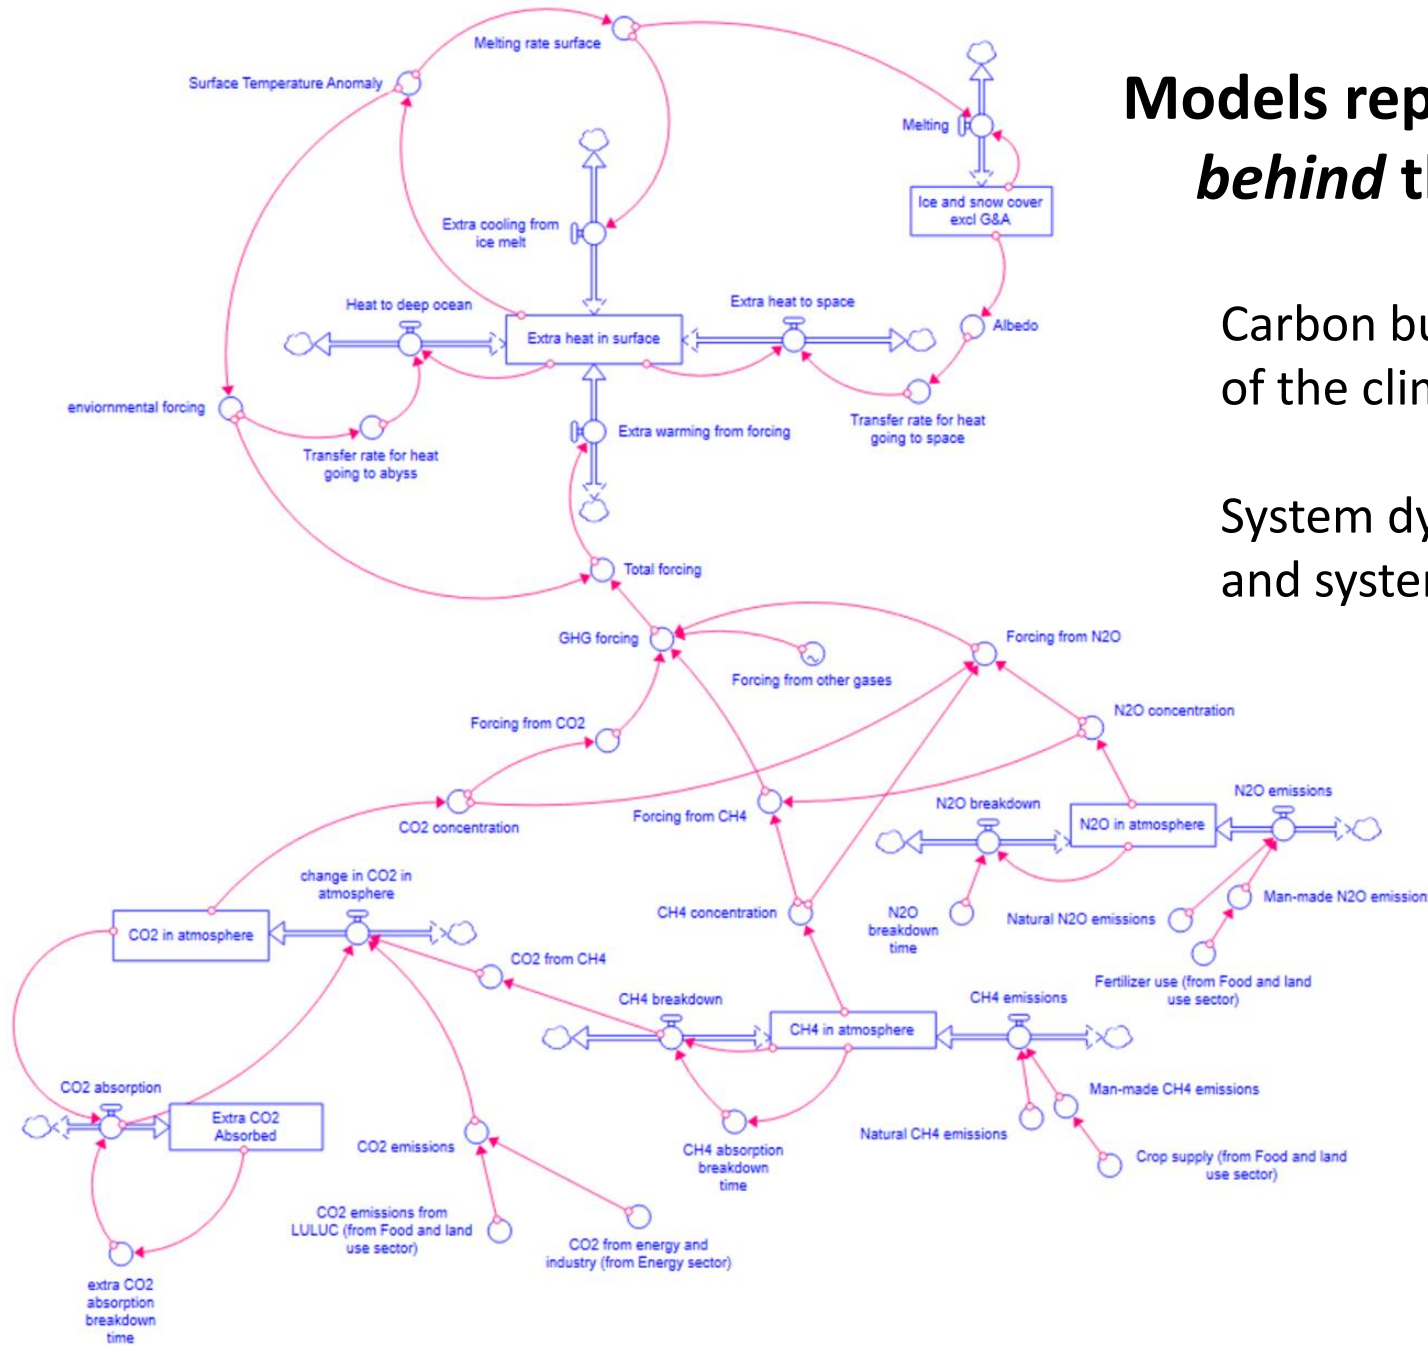 Melting rate surface
Surface Temperature Anomaly
Melting
Models rep
behind t
Ice and snow cover
excl G&A
Extra cooling from
ice melt
Heat to deep ocean
Extra heat to space
Extra heat in surface
Albedo
Carbon bu
of the clin
enviornmental forcing
Extra warming from forcing
Transfer rate for heat
going to space
Transfer rate for heat
going to abyss
System dy
and system
Total forcing
GHG forcing
Forcing from N2O
Forcing from other gases
Forcing from CO2
N2O concentration
CO2 concentration
Forcing from CH4
N2O breakdown
N2O emissions
N2O in atmosphere
change in CO2 in
atmosphere
CO2 in atmosphere
CH4 concentration
N2O
breakdown
time
Natural N2O emissions
Man-made N2O emission
CO2 from CH4
Fertilizer use (from Food and land
use sector)
CH4 breakdown
CH4 emissions
CH4 in atmosphere
CO2 absorption
Extra CO2
Absorbed
CO2 emissions
Man-made CH4 emissions
Natural CH4 emissions
CH4 absorption
breakdown
time
Crop supply (from Food and land
use sector)
CO2 emissions from
LULUC (from Food and land
use sector)
CO2 from energy and
industry (from Energy sector)
extra CO2
absorption
breakdown
time